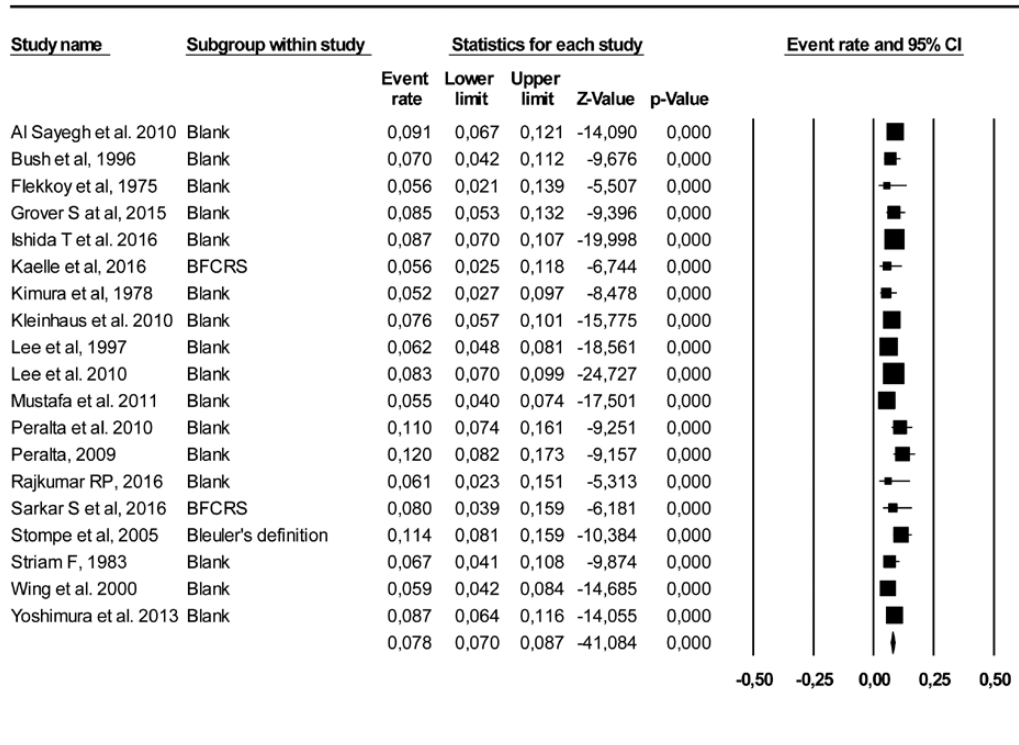 Study name Subgroup within study Statistics for each study Event rate and 95% CI
Event Lower Upper
rate limit limit Z-Value p-Value
Al Sayegh et al. 2010 Blank 0,091 0,067 0,121 -14,090 0,000
Bush et al, 1996 Blank 0,070 0,042 0,112 -9,676 0,000
Flekkoy et al, 1975 Blank 0,056 0,021 0,139 -5,507 0,000
Grover S at al, 2015 Blank 0,085 0,053 0,132 -9,396 0,000
Ishida T et al. 2016 Blank 0,087 0,070 0,107 -19,998 0,000
Kaelle et al, 2016 BFCRS 0,056 0,025 0,118 -6,744 0,000
Kimura et al, 1978 Blank 0,052 0,027 0,097 -8,478 0,000
Kleinhaus et al. 2010 Blank 0,076 0,057 0,101 -15,775 0,000
Lee et al, 1997 Blank 0,062 0,048 0,081 -18,561 0,000
Lee et al. 2010 Blank 0,083 0,070 0,099 -24,727 0,000
Mustafa et al. 2011 Blank 0,055 0,040 0,074 -17,501 0,000
Peralta et al. 2010 Blank 0,110 0,074 0,161 -9,251 0,000
Peralta, 2009 Blank 0,120 0,082 0,173 -9,157 0,000
Rajkumar RP, 2016 Blank 0,061 0,023 0,151 -5,313 0,000
Sarkar S et al, 2016 BFCRS 0,080 0,039 0,159 -6,181 0,000
Stompe et al, 2005 Bleuler's definition 0,114 0,081 0,159 -10,384 0,000
Striam F, 1983 Blank 0,067 0,041 0,108 -9,874 0,000
Wing et al. 2000 Blank 0,059 0,042 0,084 -14,685 0,000
Yoshimura et al. 2013 Blank 0,087 0,064 0,116 -14,055 0,000
0,078 0,070 0,087 -41,084 0,000
-0,50 -0,25 0,00 0,25 0,50